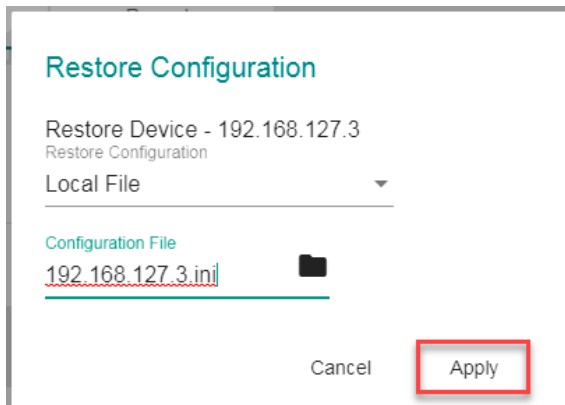 Restore Configuration
Restore Device - 192.168.127.3
Restore Configuration
Local File
Configuration File
192.168.127.3.ini
Cancel
Apply